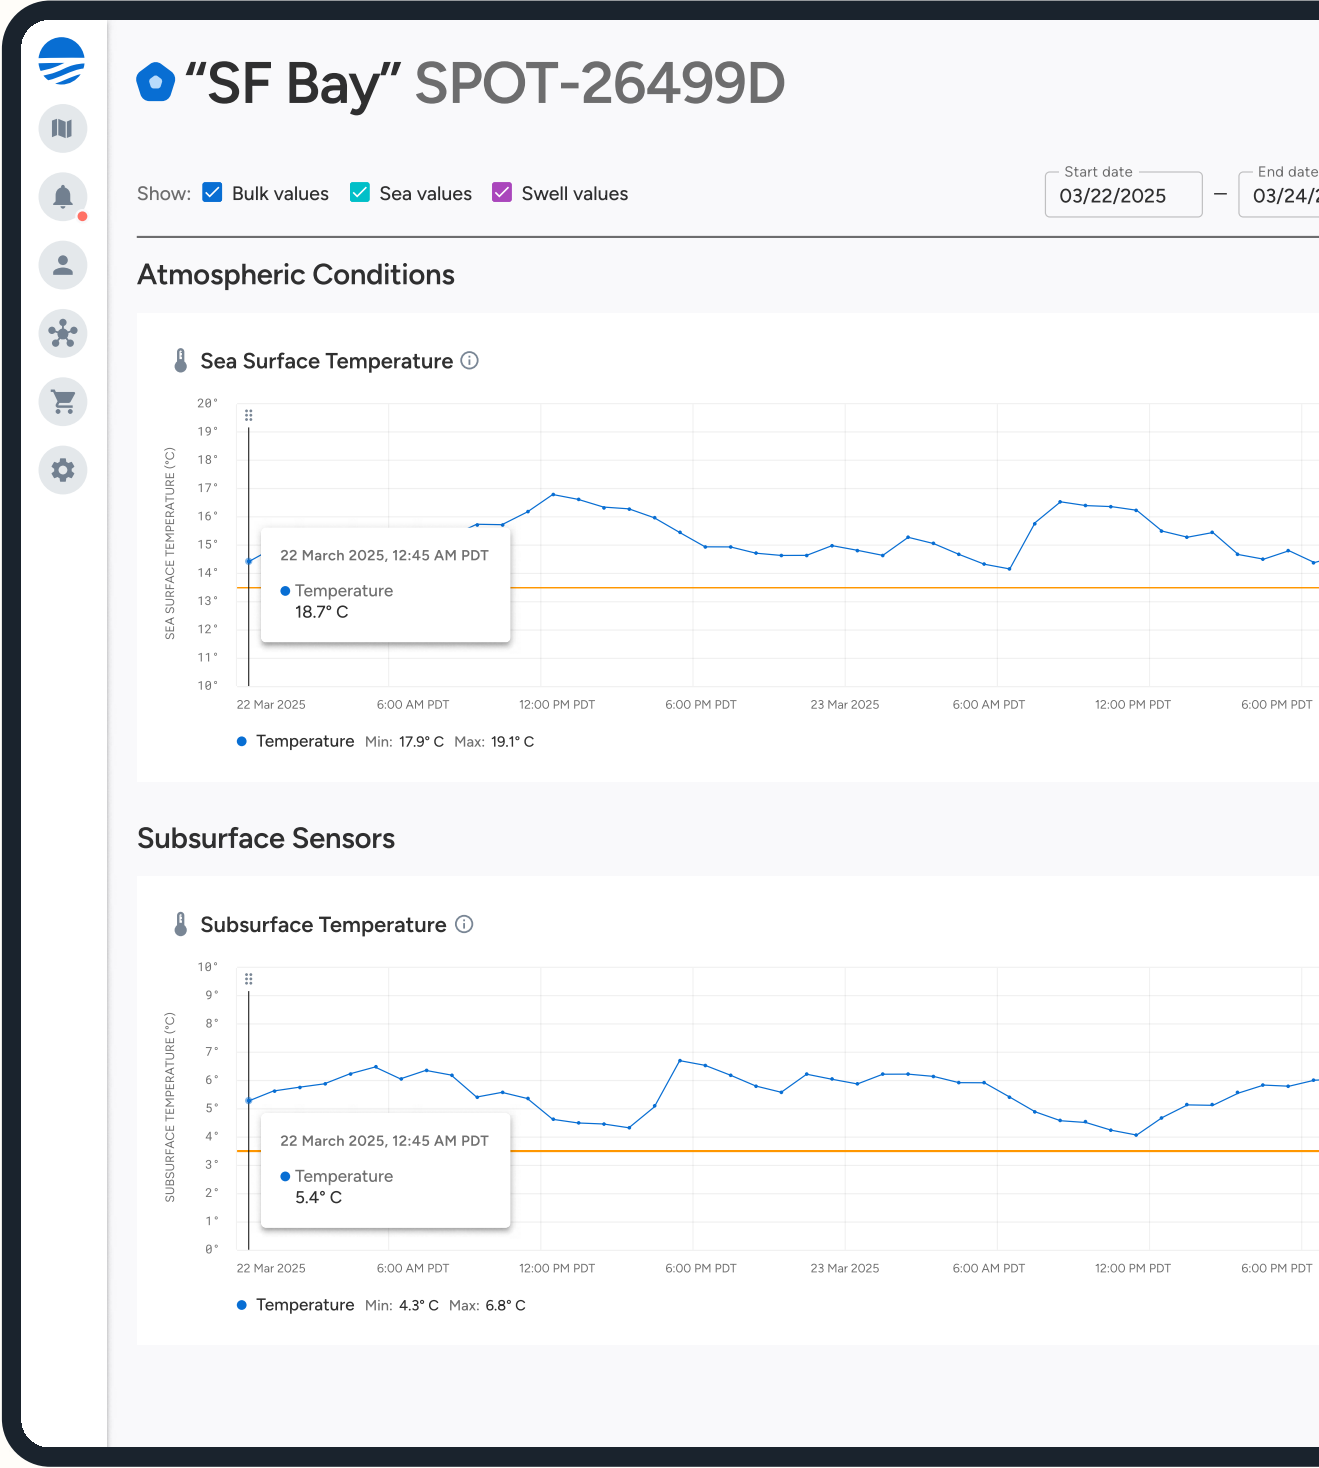 “SF Bay” SPOT-26499D
Show: Bulk values Sea values Swell values
Start date
03/22/2025
–
End date
03/24/2
Atmospheric Conditions
Sea Surface Temperature
SEA SURFACE TEMPERATURE (°C)
20°
19°
18°
17°
16°
15°
14°
13°
12°
11°
10°
22 March 2025, 12:45 AM PDT
Temperature
18.7° C
22 Mar 2025 6:00 AM PDT 12:00 PM PDT 6:00 PM PDT 23 Mar 2025 6:00 AM PDT 12:00 PM PDT 6:00 PM PDT
Temperature Min: 17.9° C Max: 19.1° C
Subsurface Sensors
Subsurface Temperature
SUBSURFACE TEMPERATURE (°C)
10°
9°
8°
7°
6°
5°
4°
3°
2°
1°
0°
22 March 2025, 12:45 AM PDT
Temperature
5.4° C
22 Mar 2025 6:00 AM PDT 12:00 PM PDT 6:00 PM PDT 23 Mar 2025 6:00 AM PDT 12:00 PM PDT 6:00 PM PDT
Temperature Min: 4.3° C Max: 6.8° C